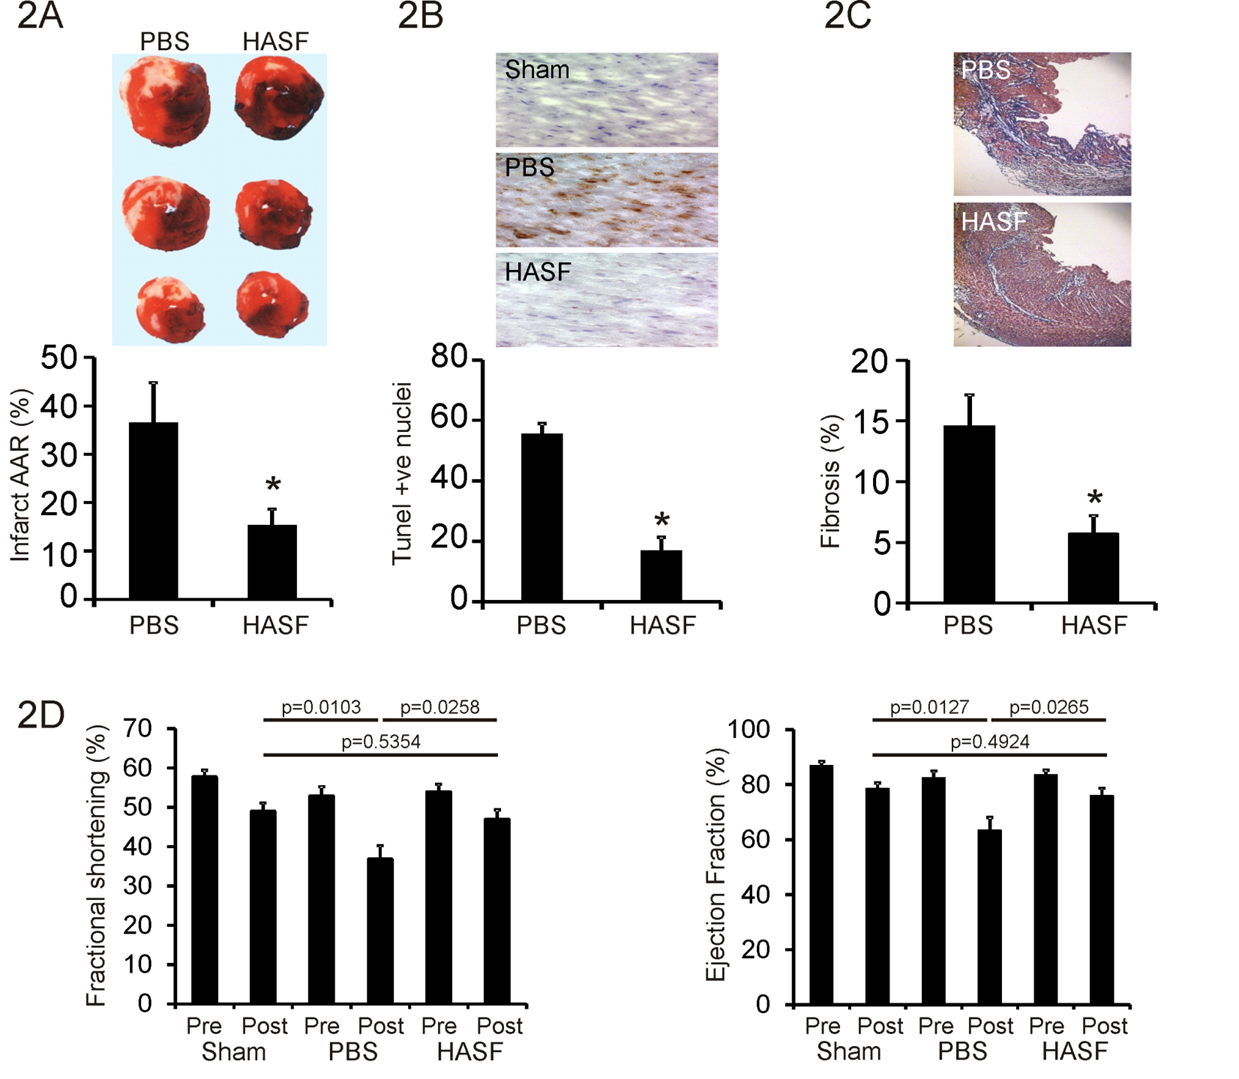 2A
PBS HASF
50
40
30
20
10
0
Infarct AAR (%)
*
PBS HASF
2B
Sham
PBS
HASF
80
60
40
20
0
Tunel +ve nuclei
*
PBS HASF
2C
PBS
HASF
20
15
10
5
0
Fibrosis (%)
*
PBS HASF
2D
p=0.0103 p=0.0258
p=0.5354
70
60
50
40
30
20
10
0
Fractional shortening (%)
Pre Post Pre Post Pre Post
Sham PBS HASF
p=0.0127 p=0.0265
p=0.4924
100
80
60
40
20
0
Ejection Fraction (%)
Pre Post Pre Post Pre Post
Sham PBS HASF